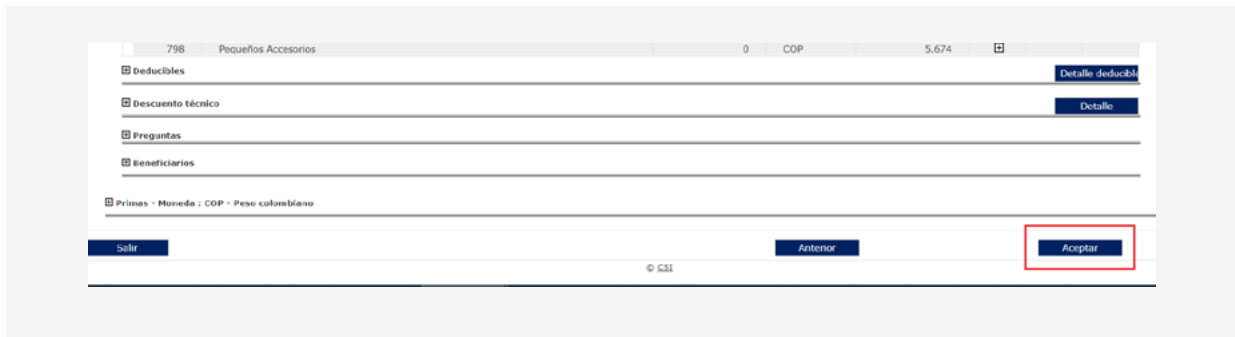 798 Pequeños Accesorios 0 COP 5.674
Deducibles Detalle deducible
Descuento técnico Detalle
Preguntas
Beneficiarios
Primas - Moneda : COP - Peso colombiano
Salir Anterior Aceptar
© CSI